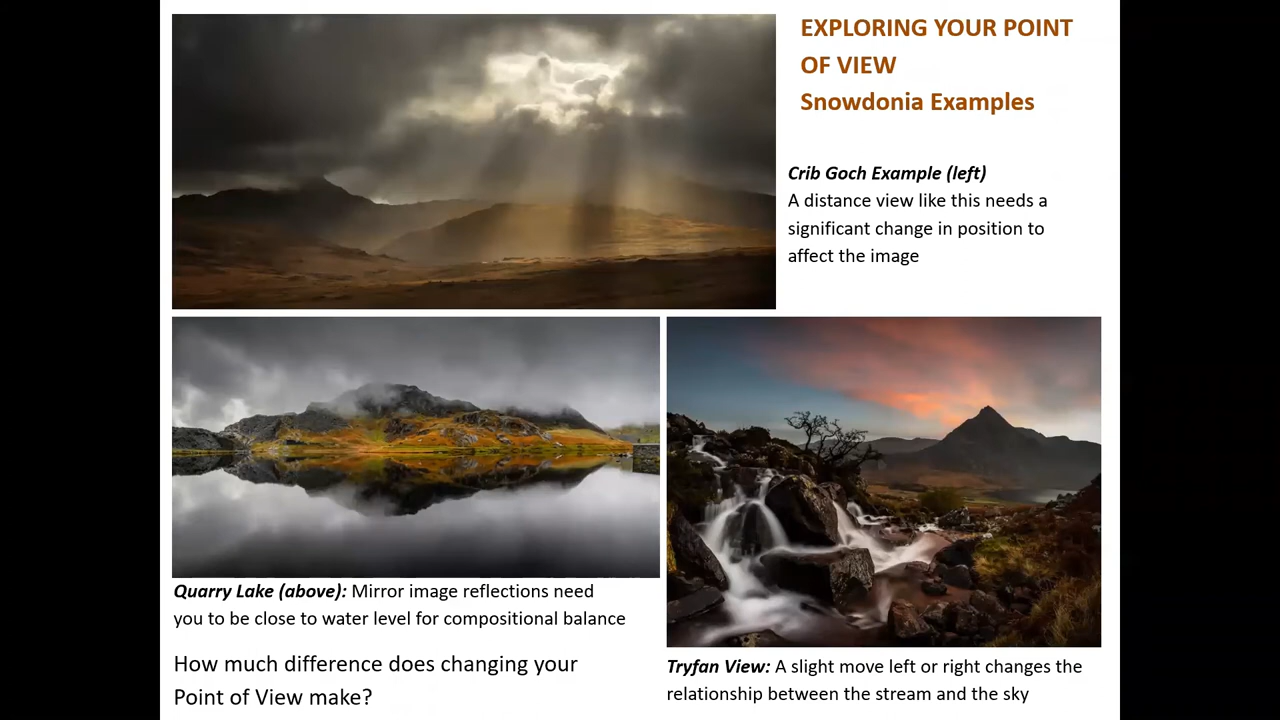 EXPLORING YOUR POINT
OF VIEW
Snowdonia Examples
Crib Goch Example (left)
A distance view like this needs a
significant change in position to
affect the image
Quarry Lake (above): Mirror image reflections need
you to be close to water level for compositional balance
How much difference does changing your
Point of View make?
Tryfan View: A slight move left or right changes the
relationship between the stream and the sky